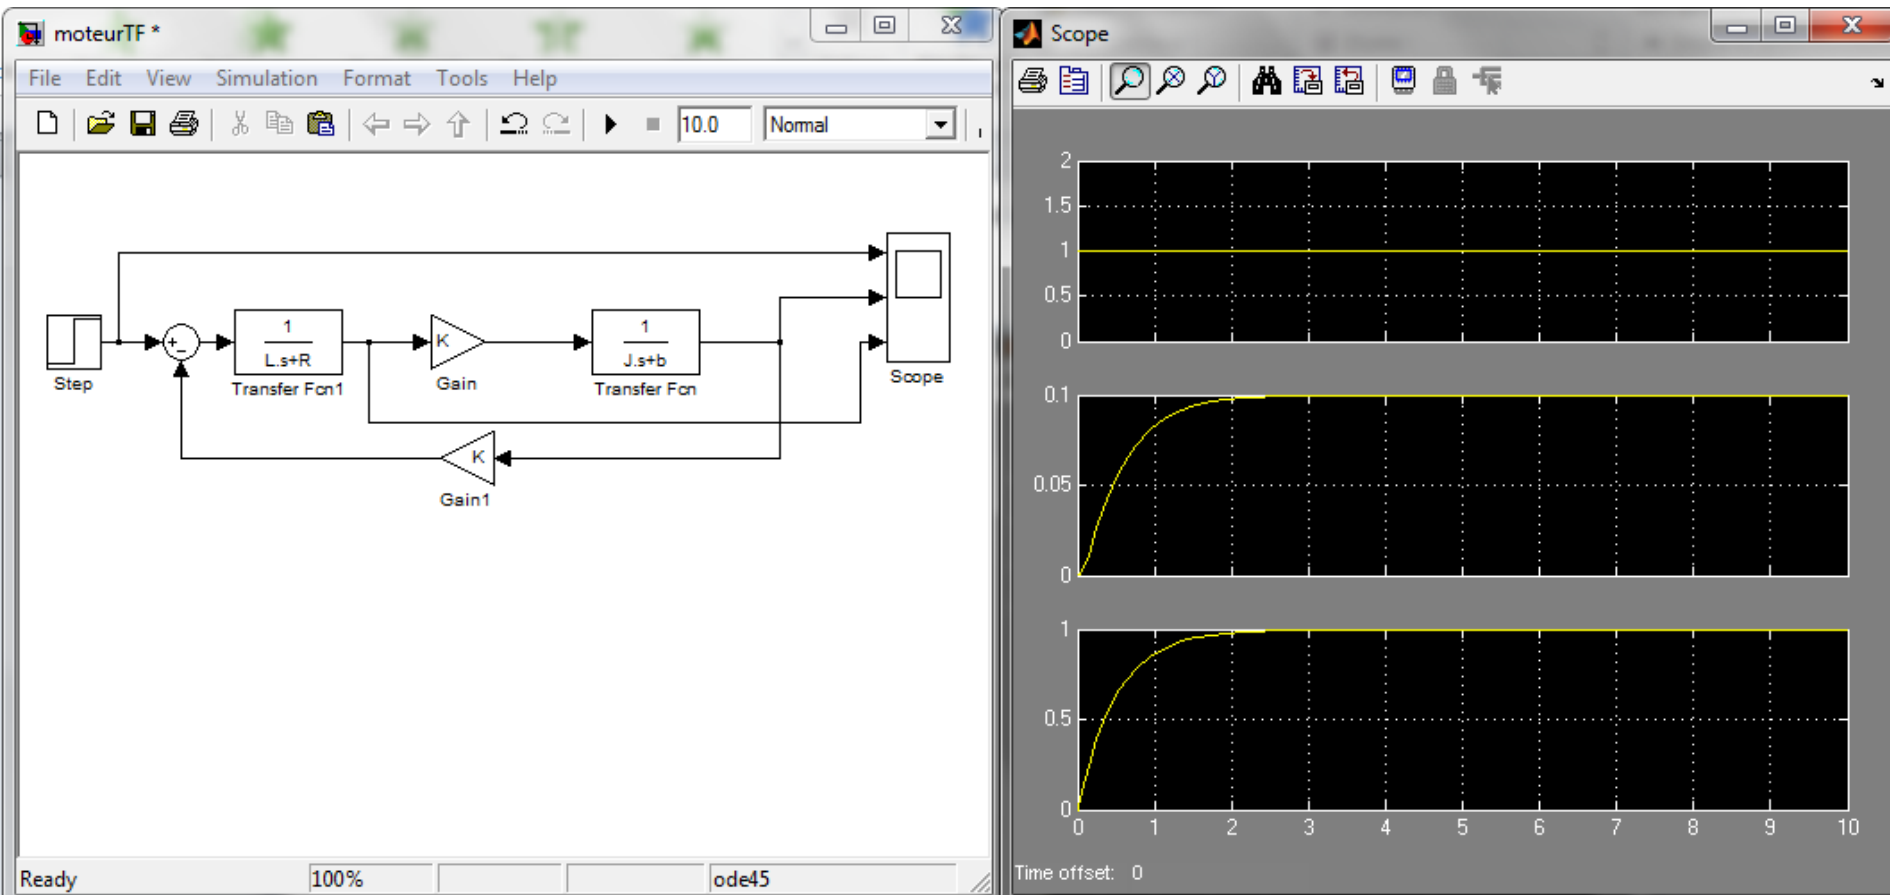 moteurTF *
File Edit View Simulation Format Tools Help
10.0 Normal
Step
+
-
1
L.s+R
Transfer Fcn1
K
Gain
1
J.s+b
Transfer Fcn
Scope
K
Gain1
Ready 100% ode45
Scope
2
1.5
1
0.5
0
0.1
0.05
0
1
0.5
0
0 1 2 3 4 5 6 7 8 9 10
Time offset: 0